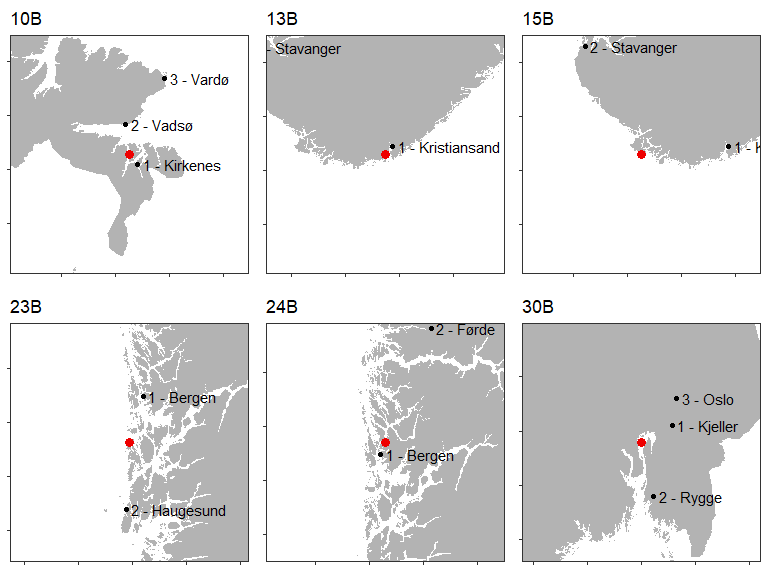 10B
3 - Vardø
2 - Vadsø
1 - Kirkenes
13B
- Stavanger
1 - Kristiansand
15B
2 - Stavanger
1 - K
23B
1 - Bergen
2 - Haugesund
24B
2 - Førde
1 - Bergen
30B
3 - Oslo
1 - Kjeller
2 - Rygge